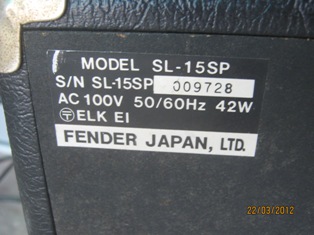 MODEL SL-15SP
S/N SL-15SP 009728
AC 100V 50/60Hz 42W
〒ELK EI
FENDER JAPAN, LTD.
22/03/2012